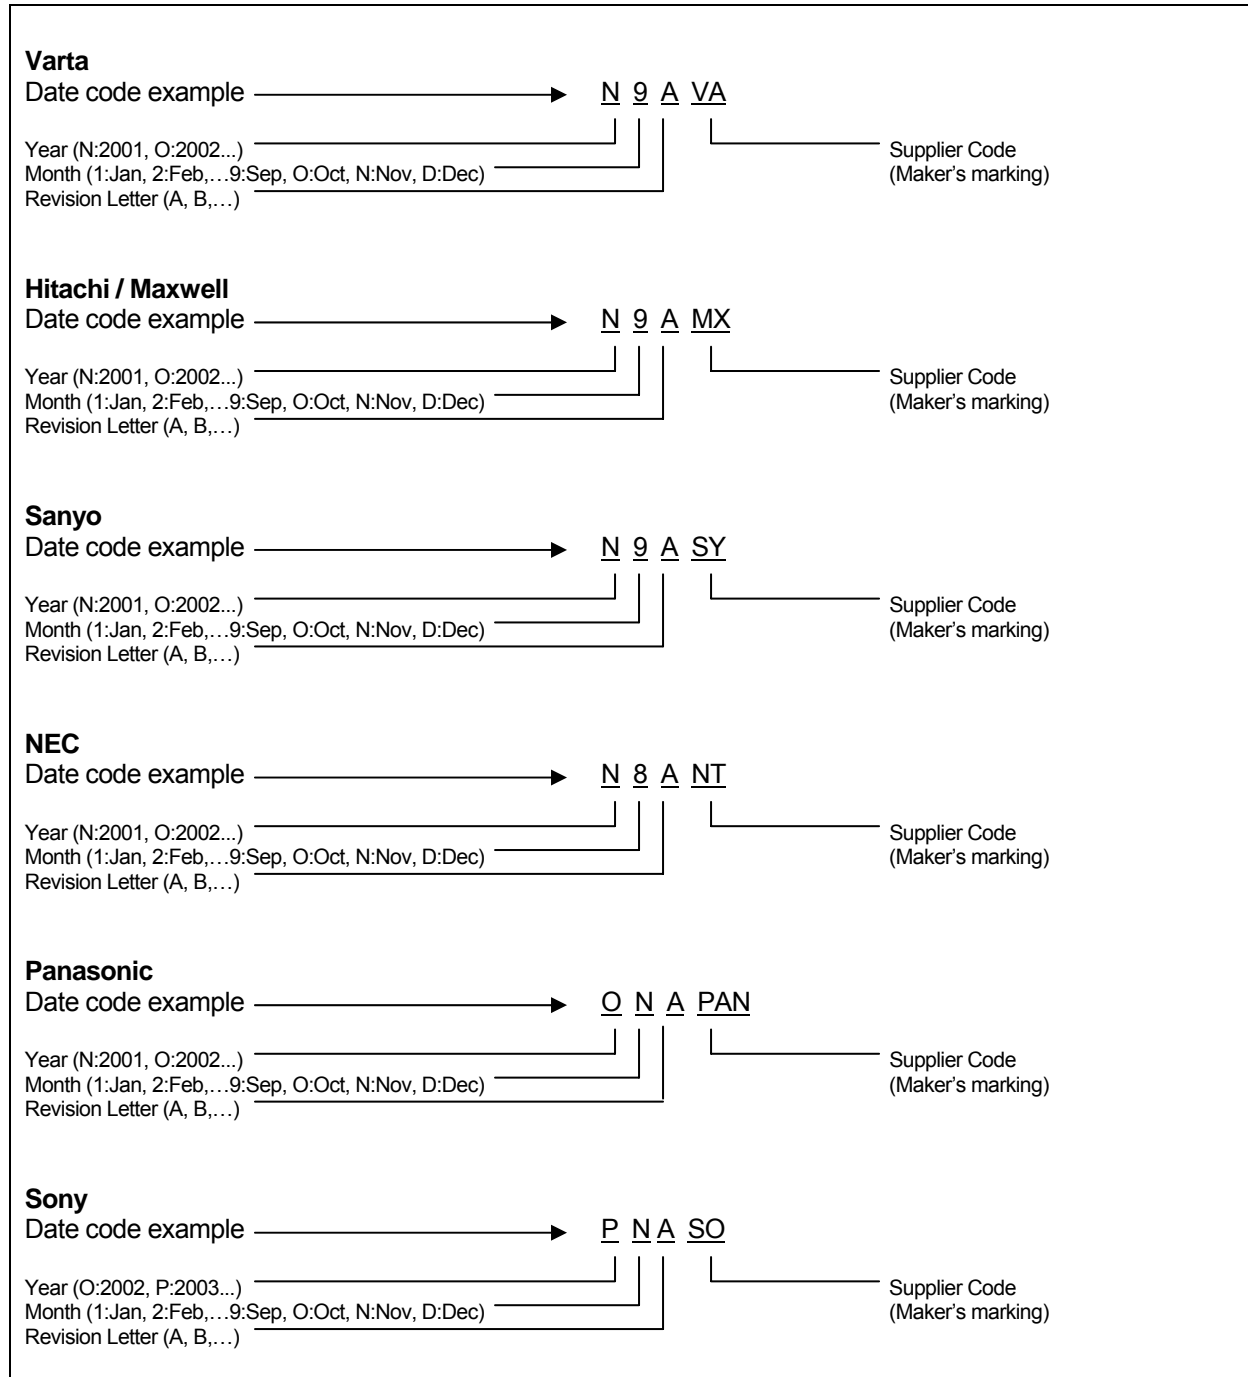 Varta
Date code example N 9 A VA
Year (N:2001, O:2002...) Supplier Code
Month (1:Jan, 2:Feb,…9:Sep, O:Oct, N:Nov, D:Dec) (Maker’s marking)
Revision Letter (A, B,…)
Hitachi / Maxwell
Date code example N 9 A MX
Year (N:2001, O:2002...) Supplier Code
Month (1:Jan, 2:Feb,…9:Sep, O:Oct, N:Nov, D:Dec) (Maker’s marking)
Revision Letter (A, B,…)
Sanyo
Date code example N 9 A SY
Year (N:2001, O:2002...) Supplier Code
Month (1:Jan, 2:Feb,…9:Sep, O:Oct, N:Nov, D:Dec) (Maker’s marking)
Revision Letter (A, B,…)
NEC
Date code example N 8 A NT
Year (N:2001, O:2002...) Supplier Code
Month (1:Jan, 2:Feb,…9:Sep, O:Oct, N:Nov, D:Dec) (Maker’s marking)
Revision Letter (A, B,…)
Panasonic
Date code example O N A PAN
Year (N:2001, O:2002...) Supplier Code
Month (1:Jan, 2:Feb,…9:Sep, O:Oct, N:Nov, D:Dec) (Maker’s marking)
Revision Letter (A, B,…)
Sony
Date code example P N A SO
Year (O:2002, P:2003...) Supplier Code
Month (1:Jan, 2:Feb,…9:Sep, O:Oct, N:Nov, D:Dec) (Maker’s marking)
Revision Letter (A, B,…)